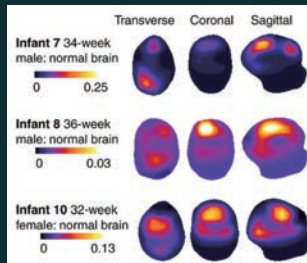 Transverse Coronal Sagittal
Infant 7 34-week
male: normal brain
0 0.25
Infant 8 36-week
male: normal brain
0 0.03
Infant 10 32-week
female: normal brain
0 0.13